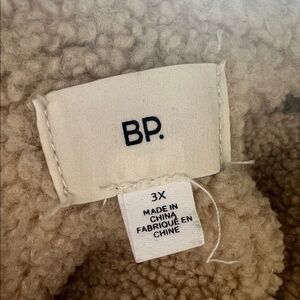 BP.
3X
MADE IN
CHINA
FABRIQUÉ EN
CHINE